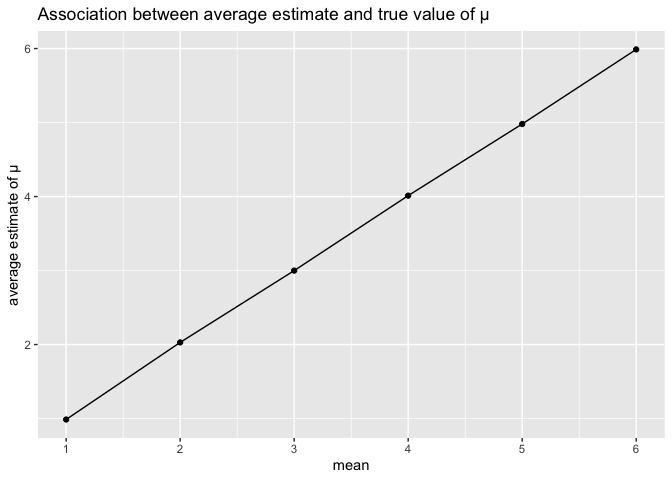 Association between average estimate and true value of μ
average estimate of μ
6
4
2
1 2 3 4 5 6
mean